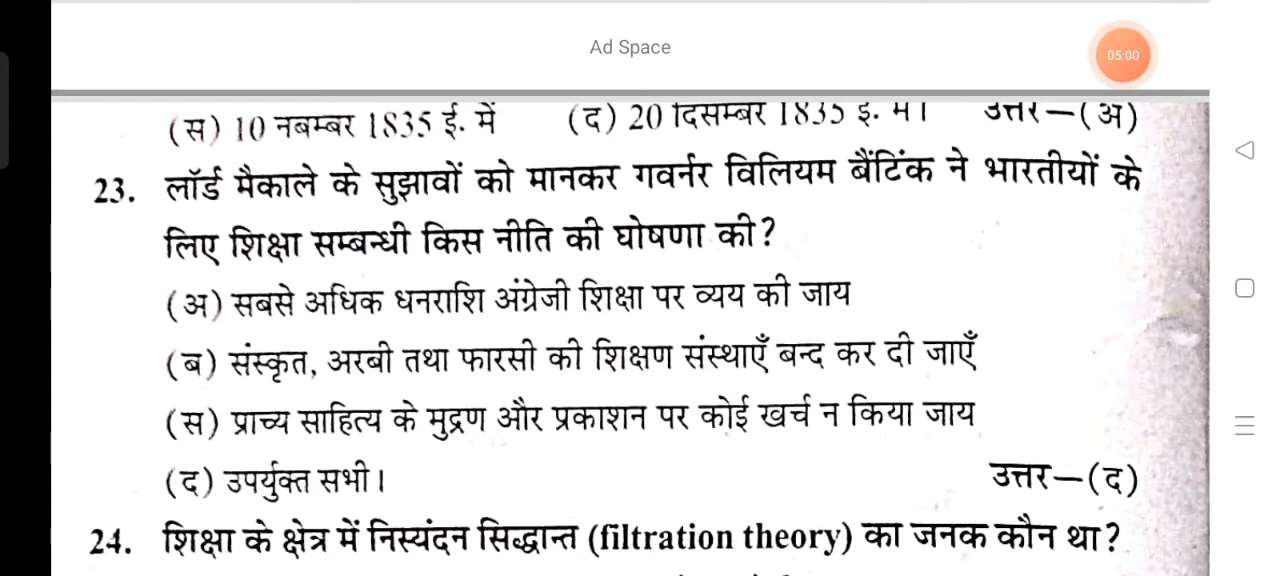 Ad Space
05:00
(स) 10 नबम्बर 1835 ई. में (द) 20 दिसम्बर 1835 ई. में। उत्तर—(अ)
23. लॉर्ड मैकाले के सुझावों को मानकर गवर्नर विलियम बैंटिंक ने भारतीयों के
लिए शिक्षा सम्बन्धी किस नीति की घोषणा की?
(अ) सबसे अधिक धनराशि अंग्रेजी शिक्षा पर व्यय की जाय
(ब) संस्कृत, अरबी तथा फारसी की शिक्षण संस्थाएँ बन्द कर दी जाएँ
(स) प्राच्य साहित्य के मुद्रण और प्रकाशन पर कोई खर्च न किया जाय
(द) उपर्युक्त सभी। उत्तर—(द)
24. शिक्षा के क्षेत्र में निस्यंदन सिद्धान्त (filtration theory) का जनक कौन था?